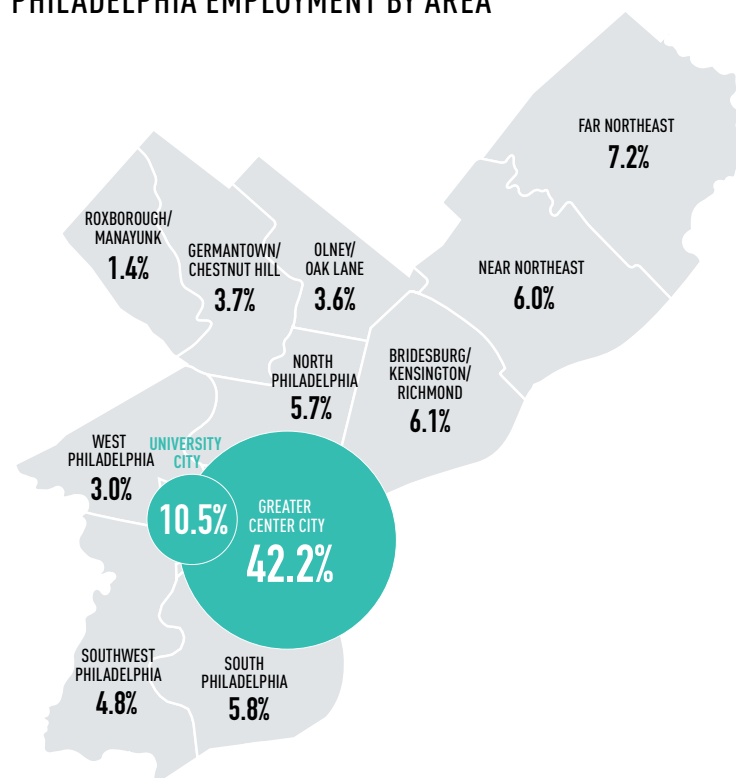 PHILADELPHIA EMPLOYMENT BY AREA
FAR NORTHEAST
7.2%
ROXBOROUGH/
MANAYUNK
1.4%
GERMANTOWN/
CHESTNUT HILL
3.7%
OLNEY/
OAK LANE
3.6%
NEAR NORTHEAST
6.0%
NORTH
PHILADELPHIA
5.7%
BRIDESBURG/
KENSINGTON/
RICHMOND
6.1%
WEST
PHILADELPHIA
3.0%
UNIVERSITY
CITY
10.5%
GREATER
CENTER CITY
42.2%
SOUTHWEST
PHILADELPHIA
4.8%
SOUTH
PHILADELPHIA
5.8%